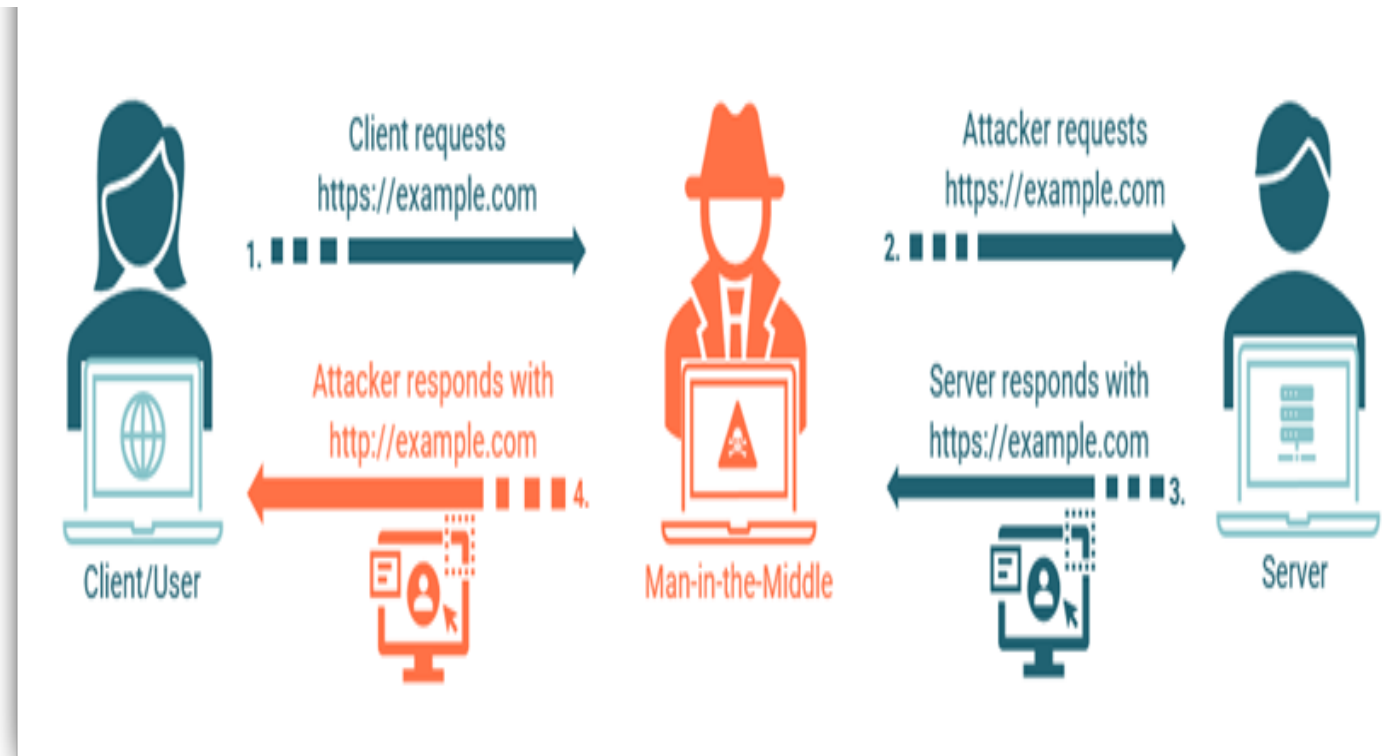 Client requests
https://example.com
1.
Attacker requests
https://example.com
2.
Attacker responds with
http://example.com
4.
Server responds with
https://example.com
3.
Client/User
Man-in-the-Middle
Server